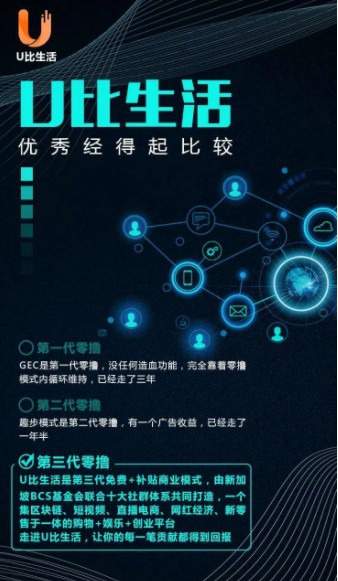 U比生活
U比生活
优秀经得起比较
第一代零撸
GEC是第一代零撸，没任何造血功能，完全靠着零撸
模式内循环维持，已经走了三年
第二代零撸
趣步模式是第二代零撸，有一个广告收益，已经走了
一年半
第三代零撸
U比生活是第三代免费+补贴商业模式，由新加
坡BCS基金会联合十大社群体系共同打造，一个
集区块链、短视频、直播电商、网红经济、新零
售于一体的购物+娱乐+创业平台
走进U比生活，让你的每一笔贡献都得到回报